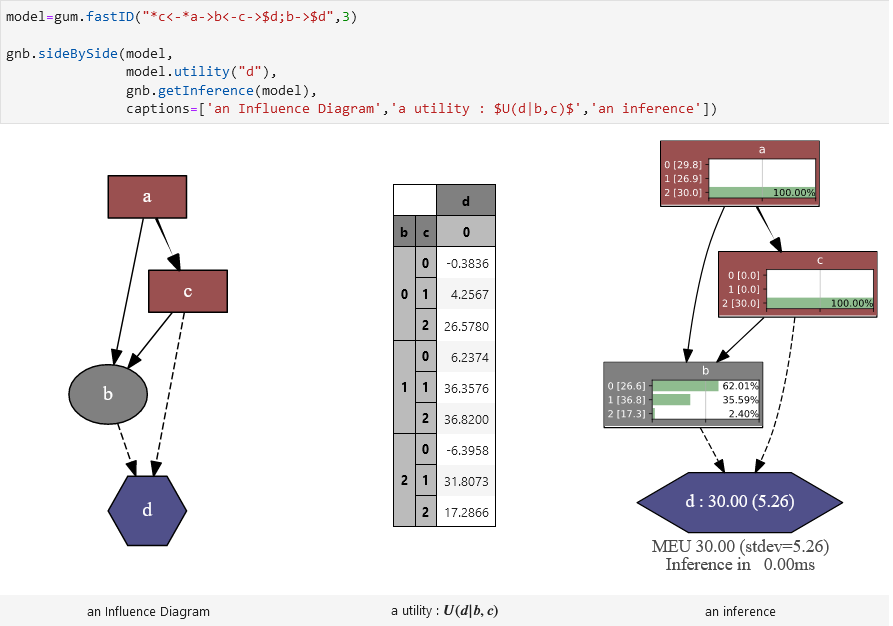 model=gum.fastID("*c<-*a->b<-c->$d;b->$d",3)
gnb.sideBySide(model,
model.utility("d"),
gnb.getInference(model),
captions=['an Influence Diagram','a utility : $U(d|b,c)$','an inference'])
a
c
b
d
d
b c 0
0 0 -0.3836
1 4.2567
2 26.5780
1 0 6.2374
1 36.3576
2 36.8200
2 0 -6.3958
1 31.8073
2 17.2866
a
0 [29.8]
1 [26.9]
2 [30.0] 100.00%
c
0 [0.0]
1 [0.0]
2 [30.0] 100.00%
b
0 [26.6] 62.01%
1 [36.8] 35.59%
2 [17.3] 2.40%
d : 30.00 (5.26)
MEU 30.00 (stdev=5.26)
Inference in 0.00ms
an Influence Diagram
a utility : U(d|b, c)
an inference